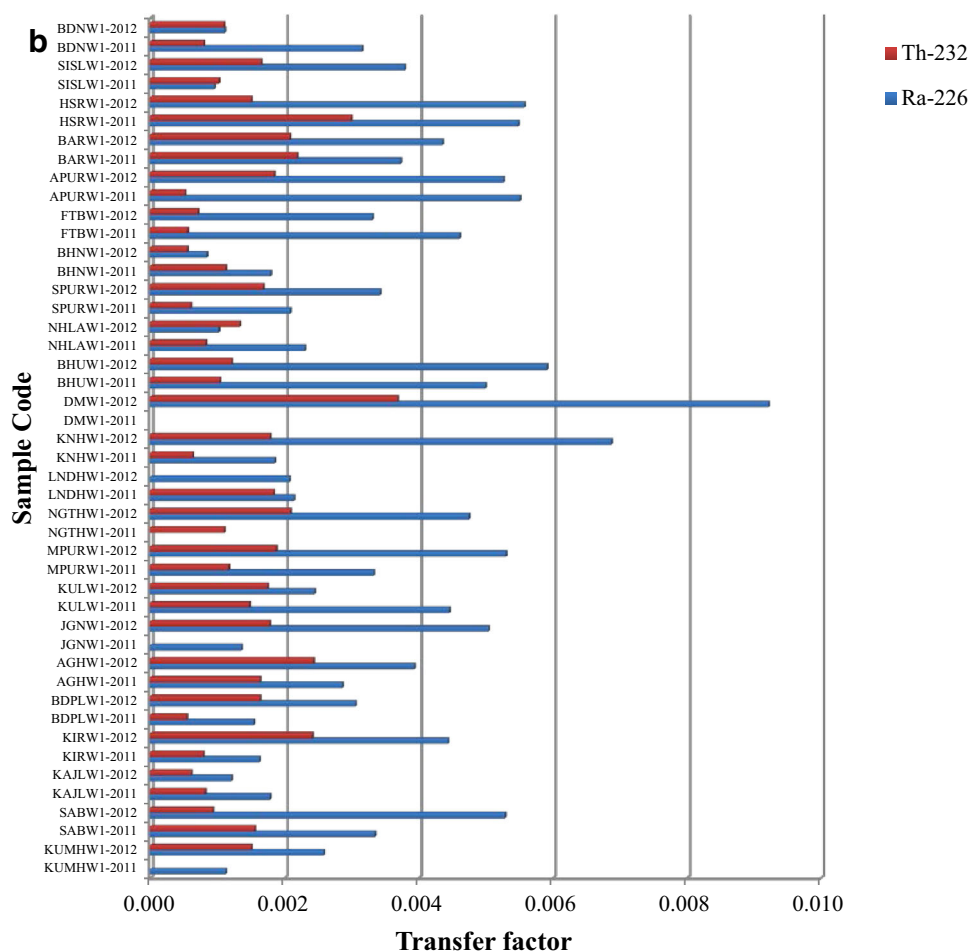 b
Th-232
Ra-226
Sample Code
BDNW1-2012
BDNW1-2011
SISLW1-2012
SISLW1-2011
HSRW1-2012
HSRW1-2011
BARW1-2012
BARW1-2011
APURW1-2012
APURW1-2011
FTBW1-2012
FTBW1-2011
BHNW1-2012
BHNW1-2011
SPURW1-2012
SPURW1-2011
NHLAW1-2012
NHLAW1-2011
BHUW1-2012
BHUW1-2011
DMW1-2012
DMW1-2011
KNHW1-2012
KNHW1-2011
LNDHW1-2012
LNDHW1-2011
NGTHW1-2012
NGTHW1-2011
MPURW1-2012
MPURW1-2011
KULW1-2012
KULW1-2011
JGNW1-2012
JGNW1-2011
AGHW1-2012
AGHW1-2011
BDPLW1-2012
BDPLW1-2011
KIRW1-2012
KIRW1-2011
KAJLW1-2012
KAJLW1-2011
SABW1-2012
SABW1-2011
KUMHW1-2012
KUMHW1-2011
0.000 0.002 0.004 0.006 0.008 0.010
Transfer factor